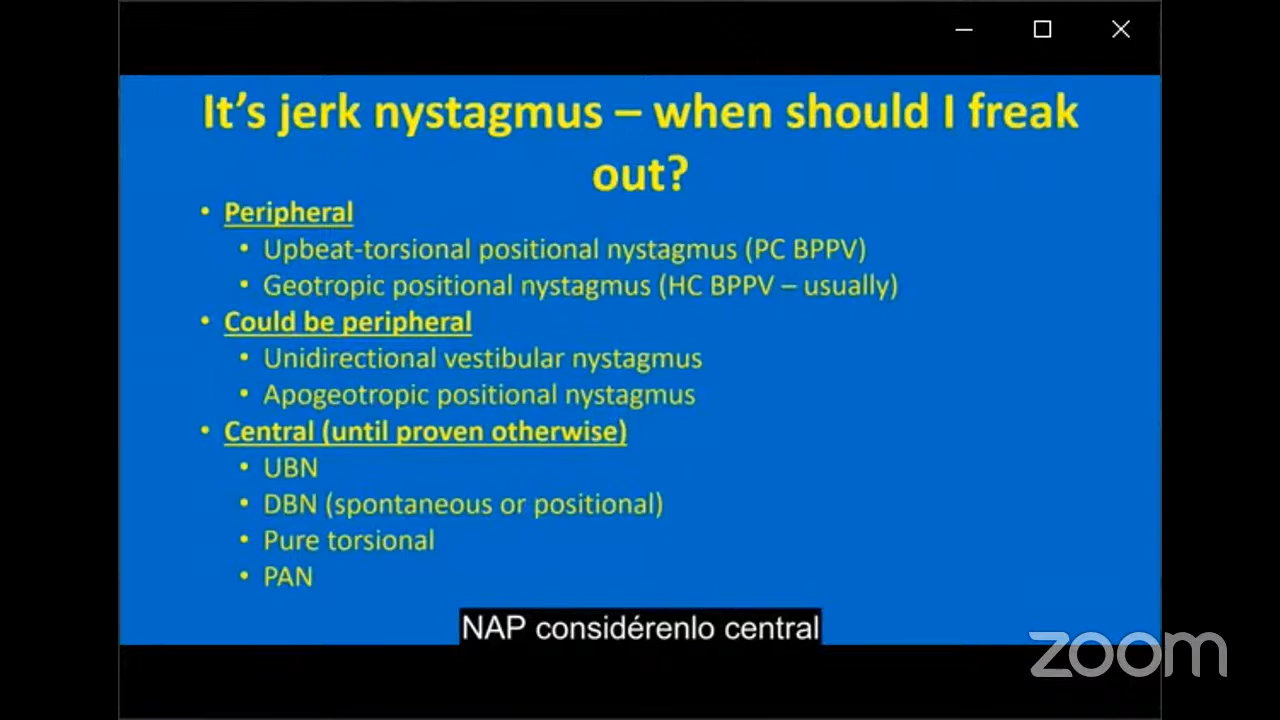 It's jerk nystagmus – when should I freak
out?
• Peripheral
• Upbeat-torsional positional nystagmus (PC BPPV)
• Geotropic positional nystagmus (HC BPPV – usually)
• Could be peripheral
• Unidirectional vestibular nystagmus
• Apogeotropic positional nystagmus
• Central (until proven otherwise)
• UBN
• DBN (spontaneous or positional)
• Pure torsional
• PAN
NAP considérenlo central
zoom